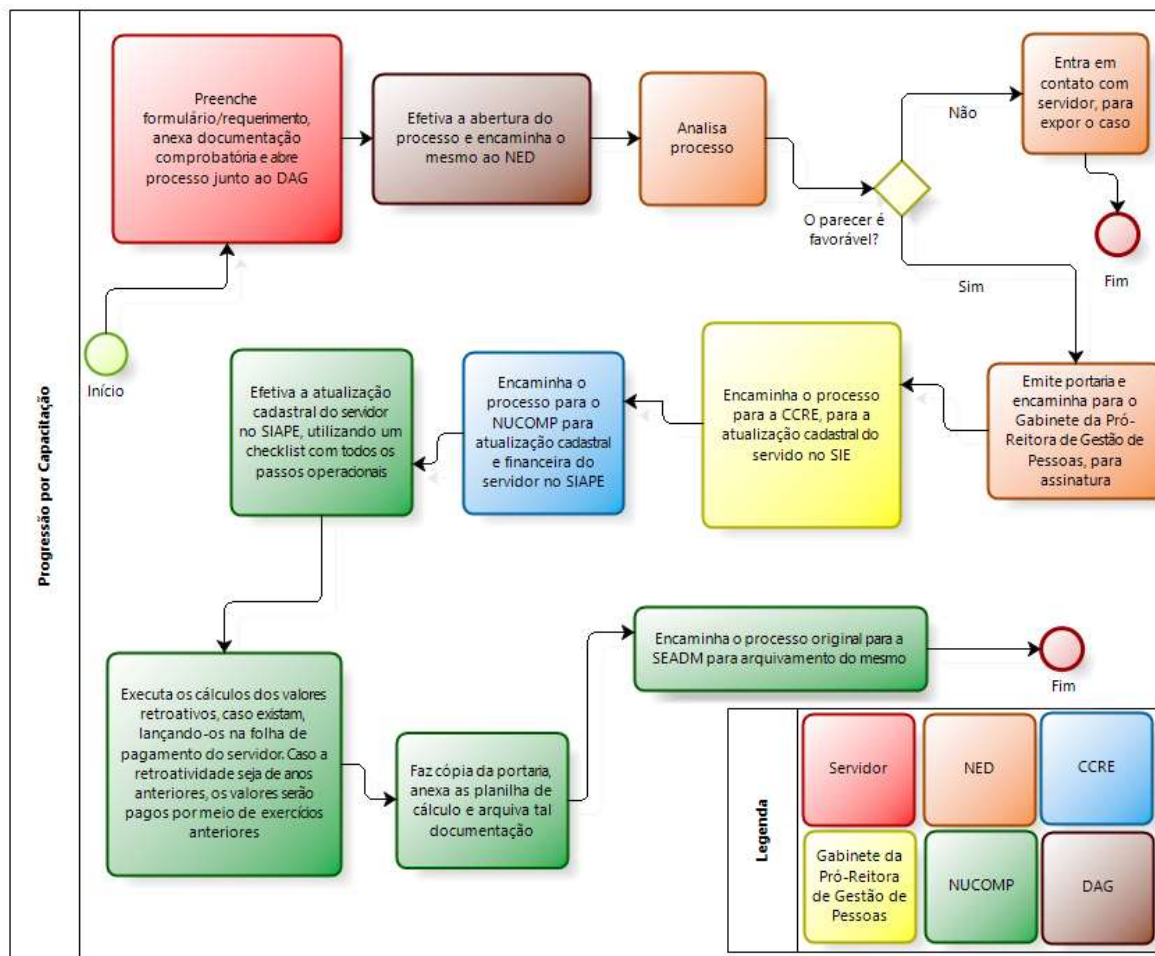 Progressão por Capacitação
Início
Preenche
formulário/requerimento,
anexa documentação
comprobatória e abre
processo junto ao DAG
Efetiva a abertura do
processo e encaminha o
mesmo ao NED
Analisa
processo
O parecer é
favorável?
Não
Entra em
contato com
servidor, para
expor o caso
Fim
Sim
Emite portaria e
encaminha para o
Gabinete da Pró-
Reitora de Gestão de
Pessoas, para
assinatura
Encaminha o processo
para a CCRE, para a
atualização cadastral do
servido no SIE
Encaminha o
processo para o
NUCOMP para
atualização cadastral
e financeira do
servidor no SIAPE
Efetiva a atualização
cadastral do servidor
no SIAPE, utilizando um
checklist com todos os
passos operacionais
Executa os cálculos dos valores
retroativos, caso existam,
lançando-os na folha de
pagamento do servidor. Caso a
retroatividade seja de anos
anteriores, os valores serão
pagos por meio de exercícios
anteriores
Faz cópia da portaria,
anexa as planilha de
cálculo e arquiva tal
documentação
Encaminha o processo original para a
SEADM para arquivamento do mesmo
Fim
Legenda
Servidor
NED
CCRE
Gabinete da
Pró-Reitora
de Gestão de
Pessoas
NUCOMP
DAG